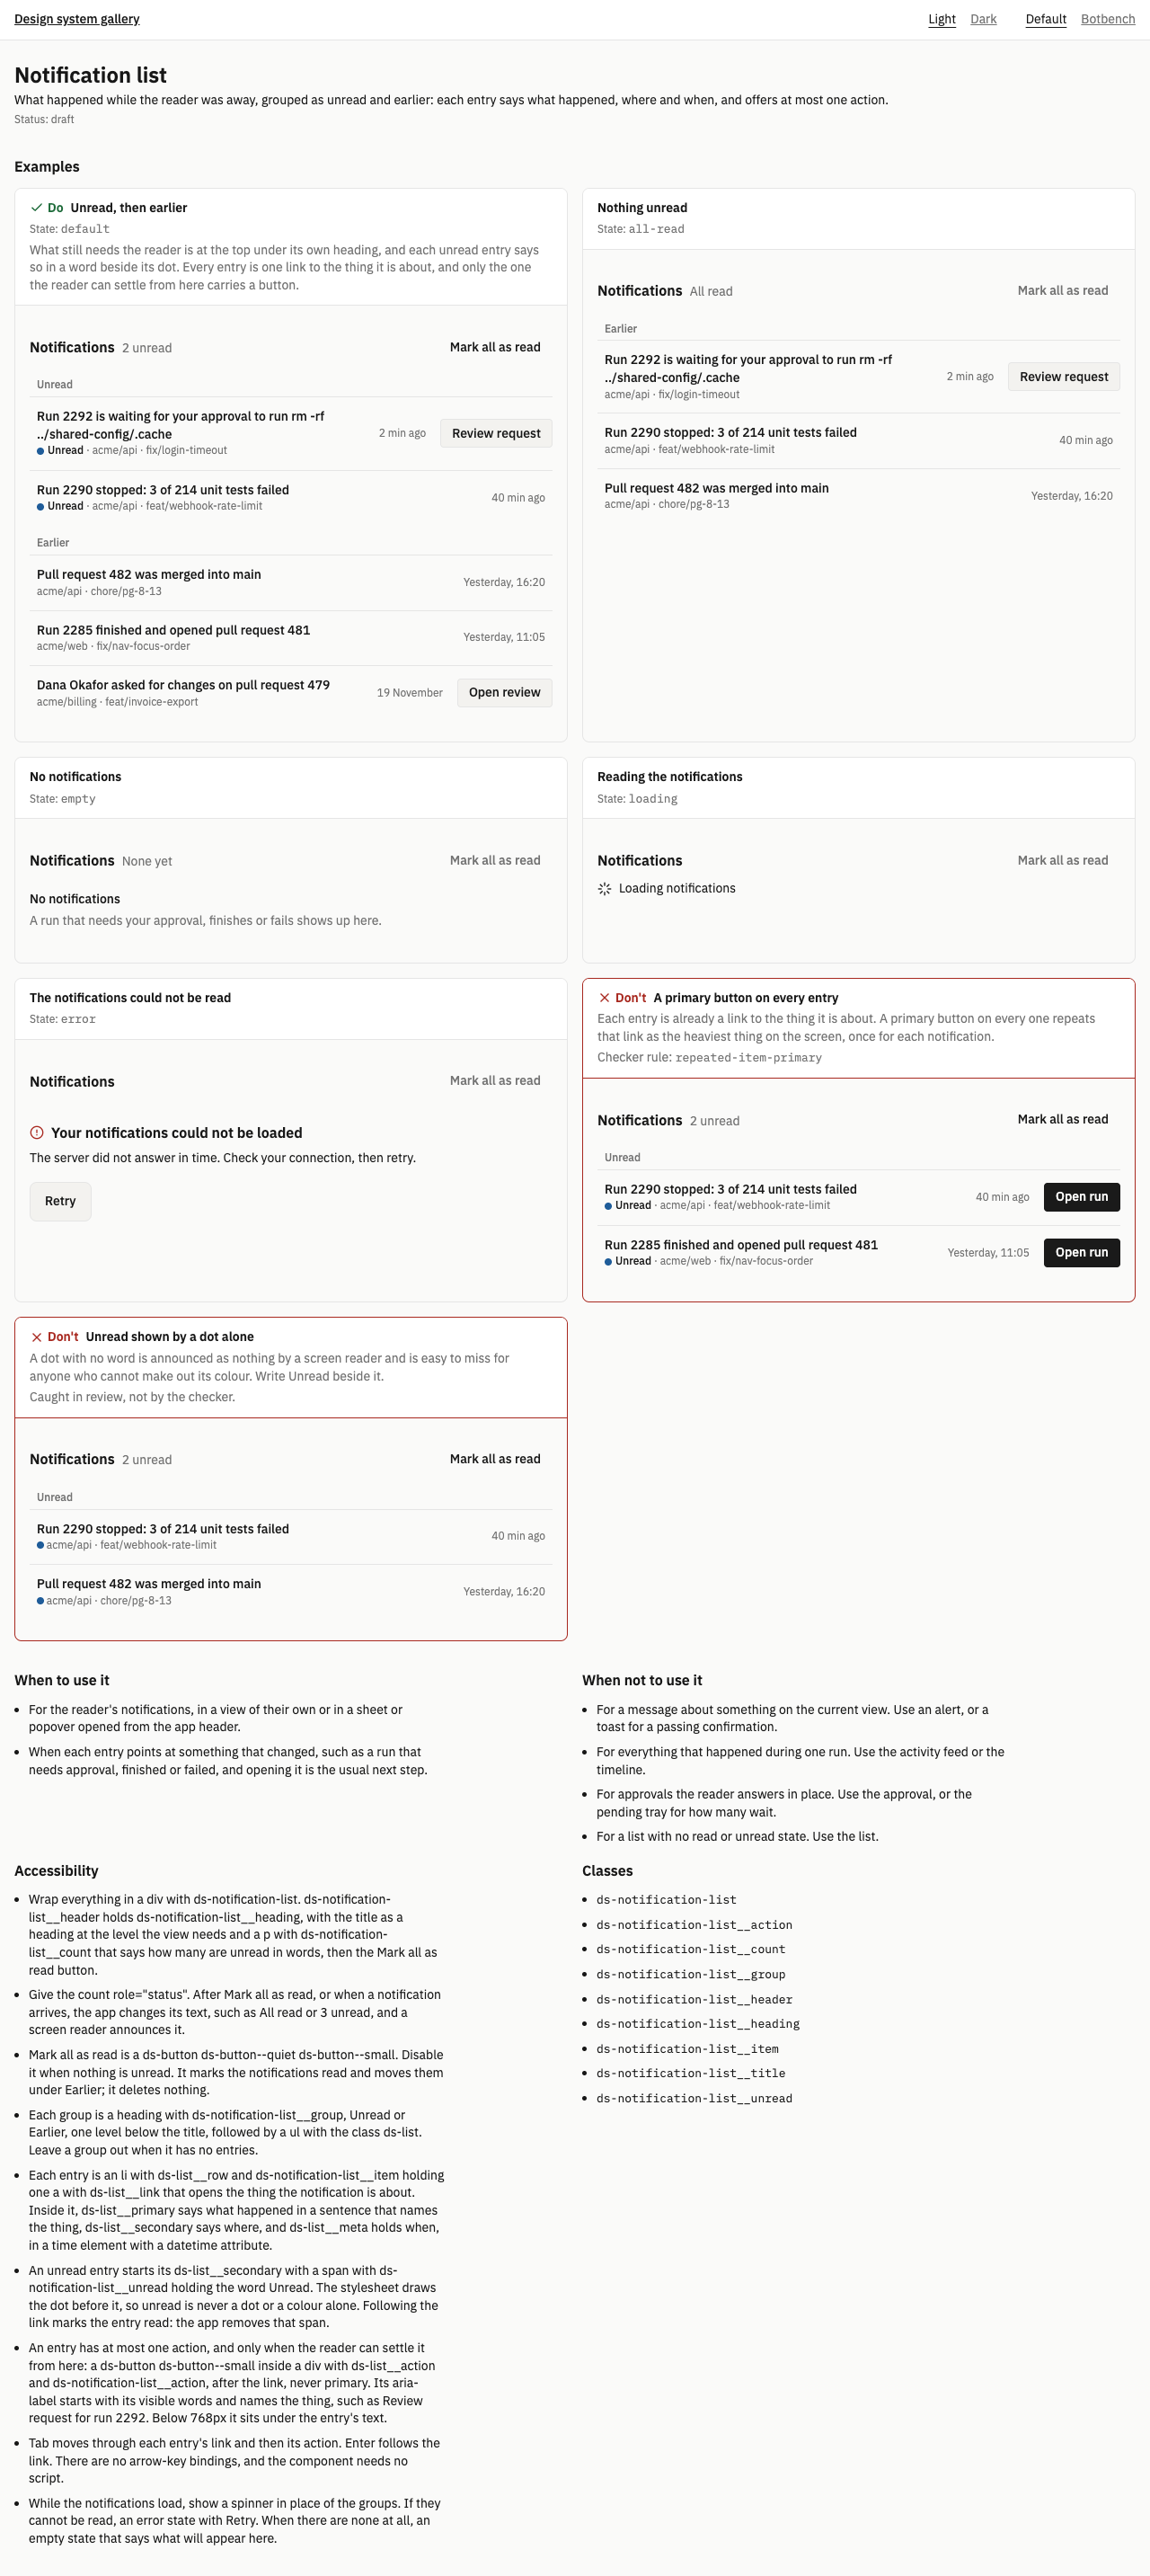 Design system gallery
Light Dark Default Botbench
Notification list
What happened while the reader was away, grouped as unread and earlier: each entry says what happened, where and when, and offers at most one action.
Status: draft
Examples
Do Unread, then earlier
State: default
What still needs the reader is at the top under its own heading, and each unread entry says
so in a word beside its dot. Every entry is one link to the thing it is about, and only the one
the reader can settle from here carries a button.
Notifications 2 unread Mark all as read
Unread
Run 2292 is waiting for your approval to run rm -rf
../shared-config/.cache
Unread · acme/api · fix/login-timeout
2 min ago
Review request
Run 2290 stopped: 3 of 214 unit tests failed
Unread · acme/api · feat/webhook-rate-limit
40 min ago
Earlier
Pull request 482 was merged into main
acme/api · chore/pg-8-13
Yesterday, 16:20
Run 2285 finished and opened pull request 481
acme/web · fix/nav-focus-order
Yesterday, 11:05
Dana Okafor asked for changes on pull request 479
acme/billing · feat/invoice-export
19 November
Open review
Nothing unread
State: all-read
Notifications All read Mark all as read
Earlier
Run 2292 is waiting for your approval to run rm -rf
../shared-config/.cache
acme/api · fix/login-timeout
2 min ago
Review request
Run 2290 stopped: 3 of 214 unit tests failed
acme/api · feat/webhook-rate-limit
40 min ago
Pull request 482 was merged into main
acme/api · chore/pg-8-13
Yesterday, 16:20
No notifications
State: empty
Notifications None yet Mark all as read
No notifications
A run that needs your approval, finishes or fails shows up here.
Reading the notifications
State: loading
Notifications Mark all as read
Loading notifications
The notifications could not be read
State: error
Notifications Mark all as read
Your notifications could not be loaded
The server did not answer in time. Check your connection, then retry.
Retry
Don't A primary button on every entry
Each entry is already a link to the thing it is about. A primary button on every one repeats
that link as the heaviest thing on the screen, once for each notification.
Checker rule: repeated-item-primary
Notifications 2 unread Mark all as read
Unread
Run 2290 stopped: 3 of 214 unit tests failed
Unread · acme/api · feat/webhook-rate-limit
40 min ago
Open run
Run 2285 finished and opened pull request 481
Unread · acme/web · fix/nav-focus-order
Yesterday, 11:05
Open run
Don't Unread shown by a dot alone
A dot with no word is announced as nothing by a screen reader and is easy to miss for
anyone who cannot make out its colour. Write Unread beside it.
Caught in review, not by the checker.
Notifications 2 unread Mark all as read
Unread
Run 2290 stopped: 3 of 214 unit tests failed
acme/api · feat/webhook-rate-limit
40 min ago
Pull request 482 was merged into main
acme/api · chore/pg-8-13
Yesterday, 16:20
When to use it
For the reader's notifications, in a view of their own or in a sheet or
popover opened from the app header.
When each entry points at something that changed, such as a run that
needs approval, finished or failed, and opening it is the usual next step.
When not to use it
For a message about something on the current view. Use an alert, or a
toast for a passing confirmation.
For everything that happened during one run. Use the activity feed or the
timeline.
For approvals the reader answers in place. Use the approval, or the
pending tray for how many wait.
For a list with no read or unread state. Use the list.
Accessibility
Wrap everything in a div with ds-notification-list. ds-notification-
list__header holds ds-notification-list__heading, with the title as a
heading at the level the view needs and a p with ds-notification-
list__count that says how many are unread in words, then the Mark all as
read button.
Give the count role="status". After Mark all as read, or when a notification
arrives, the app changes its text, such as All read or 3 unread, and a
screen reader announces it.
Mark all as read is a ds-button ds-button--quiet ds-button--small. Disable
it when nothing is unread. It marks the notifications read and moves them
under Earlier; it deletes nothing.
Each group is a heading with ds-notification-list__group, Unread or
Earlier, one level below the title, followed by a ul with the class ds-list.
Leave a group out when it has no entries.
Each entry is an li with ds-list__row and ds-notification-list__item holding
one a with ds-list__link that opens the thing the notification is about.
Inside it, ds-list__primary says what happened in a sentence that names
the thing, ds-list__secondary says where, and ds-list__meta holds when,
in a time element with a datetime attribute.
An unread entry starts its ds-list__secondary with a span with ds-
notification-list__unread holding the word Unread. The stylesheet draws
the dot before it, so unread is never a dot or a colour alone. Following the
link marks the entry read: the app removes that span.
An entry has at most one action, and only when the reader can settle it
from here: a ds-button ds-button--small inside a div with ds-list__action
and ds-notification-list__action, after the link, never primary. Its aria-
label starts with its visible words and names the thing, such as Review
request for run 2292. Below 768px it sits under the entry's text.
Tab moves through each entry's link and then its action. Enter follows the
link. There are no arrow-key bindings, and the component needs no
script.
While the notifications load, show a spinner in place of the groups. If they
cannot be read, an error state with Retry. When there are none at all, an
empty state that says what will appear here.
Classes
ds-notification-list
ds-notification-list__action
ds-notification-list__count
ds-notification-list__group
ds-notification-list__header
ds-notification-list__heading
ds-notification-list__item
ds-notification-list__title
ds-notification-list__unread